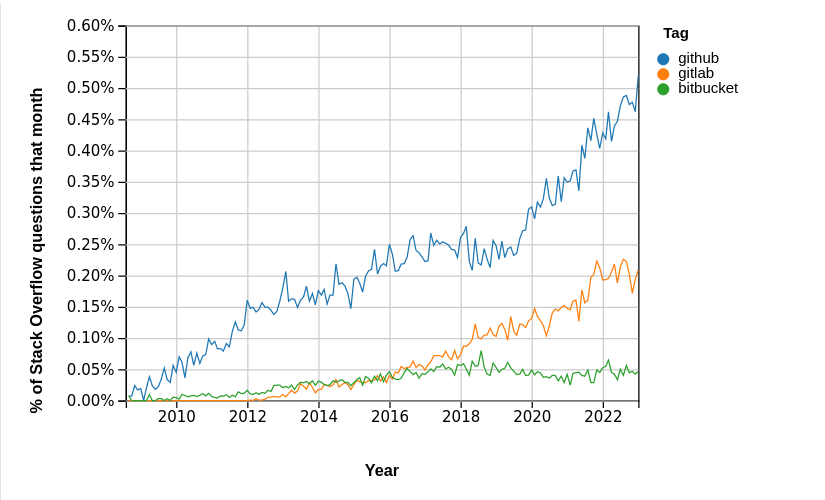 0.60%
0.55%
0.50%
0.45%
0.40%
0.35%
0.30%
0.25%
0.20%
0.15%
0.10%
0.05%
0.00%
% of Stack Overflow questions that month
2010 2012 2014 2016 2018 2020 2022
Year
Tag
github
gitlab
bitbucket